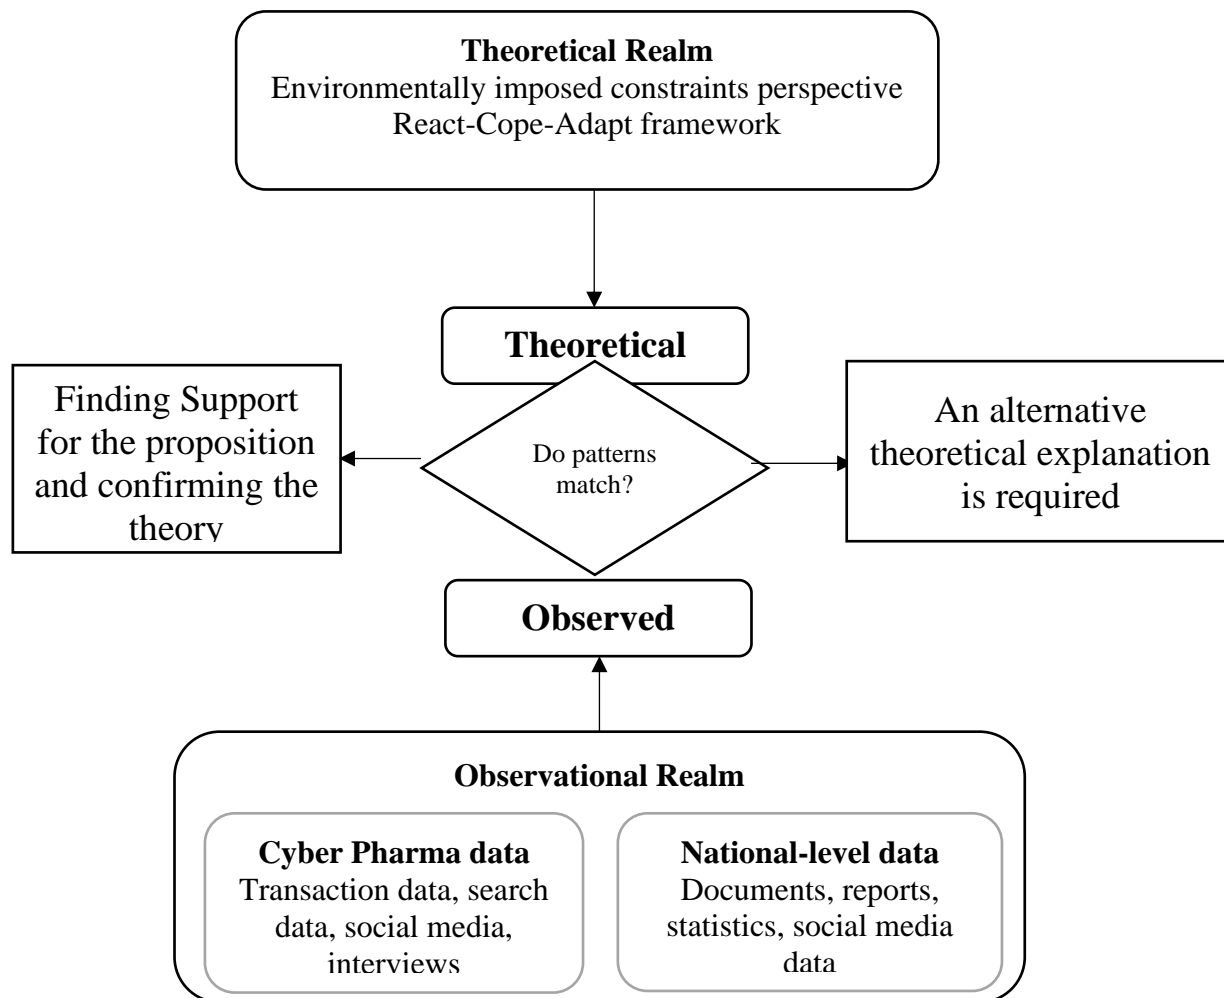 Theoretical Realm
Environmentally imposed constraints perspective
React-Cope-Adapt framework
Theoretical
Finding Support
for the proposition
and confirming the
theory
Do patterns
match?
An alternative
theoretical explanation
is required
Observed
Observational Realm
Cyber Pharma data
Transaction data, search
data, social media,
interviews
National-level data
Documents, reports,
statistics, social media
data